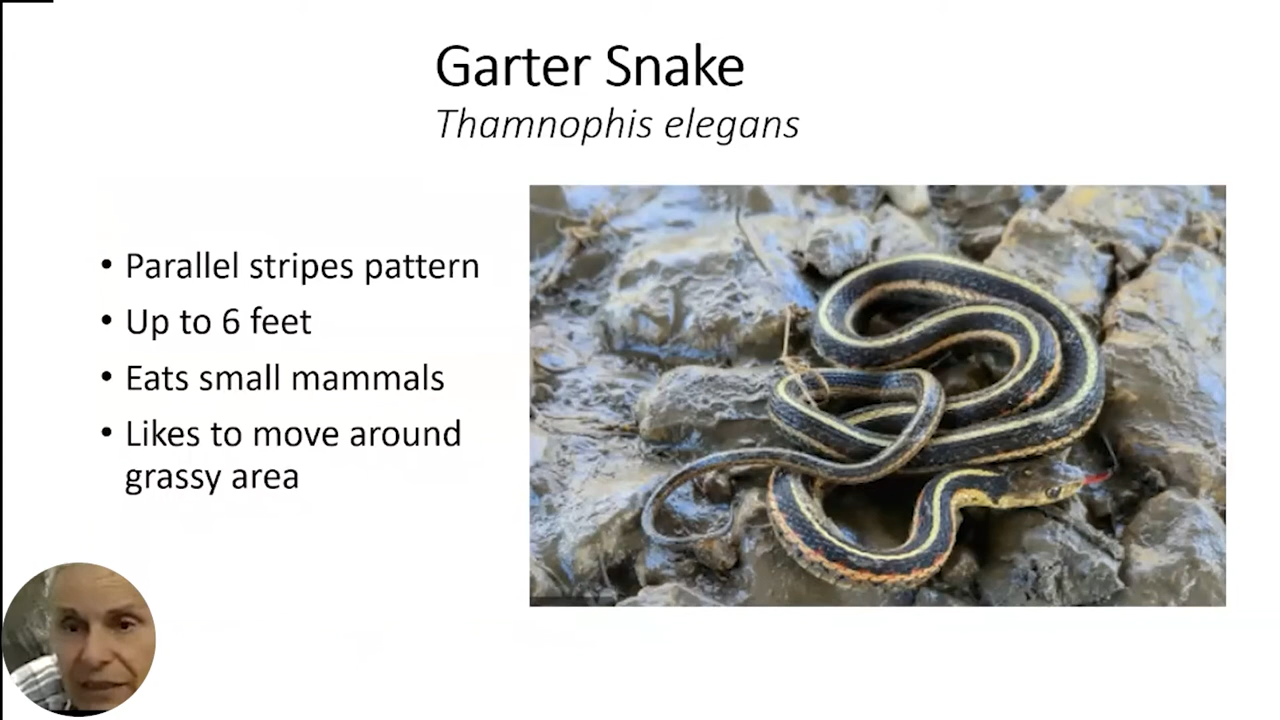 Garter Snake
Thamnophis elegans
• Parallel stripes pattern
• Up to 6 feet
• Eats small mammals
• Likes to move around
grassy area